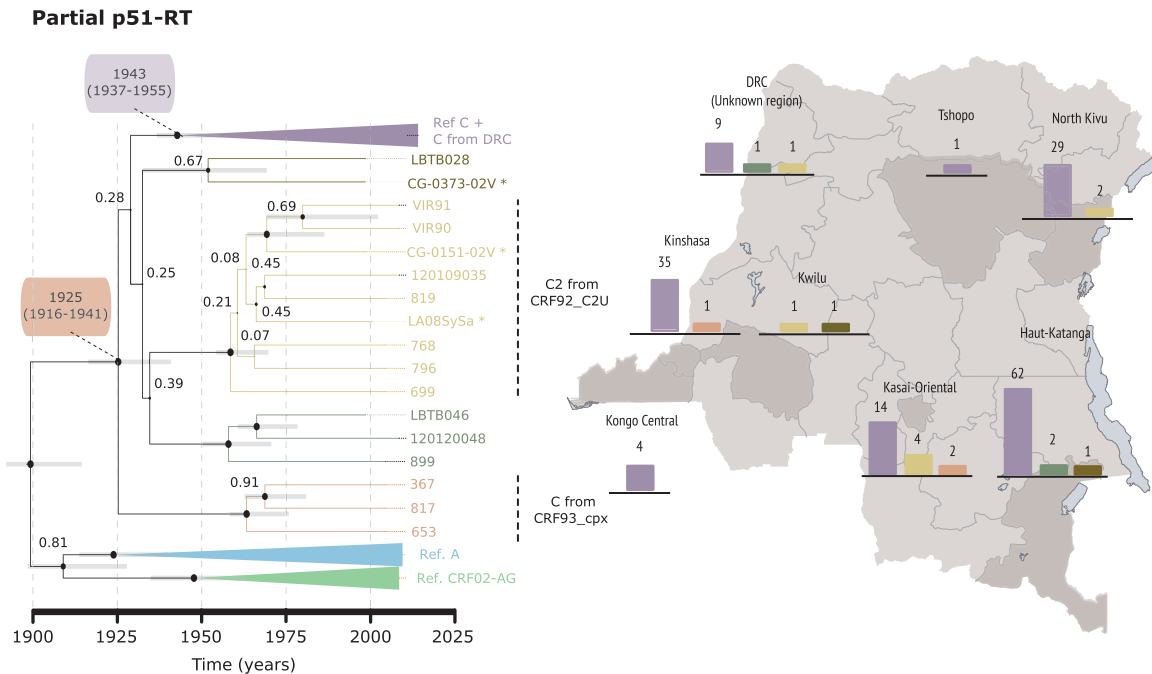 Partial p51-RT
1943
(1937-1955)
Ref C +
C from DRC
0.67
LBTB028
CG-0373-02V *
0.28
0.69
VIR91
VIR90
0.08
0.45
CG-0151-02V *
0.25
120109035
1925
(1916-1941)
0.21
819
0.45
LA08SySa *
0.07
768
796
0.39
699
C2 from
CRF92_C2U
LBTB046
120120048
899
0.91
367
817
653
C from
CRF93_cpx
0.81
Ref. A
Ref. CRF02-AG
1900
1925
1950
1975
2000
2025
Time (years)
DRC
(Unknown region)
9
1
1
Tshopo
1
North Kivu
29
2
Kinshasa
35
1
Kwilu
1
1
Haut-Katanga
62
2
1
Kasai-Oriental
14
4
2
Kongo Central
4